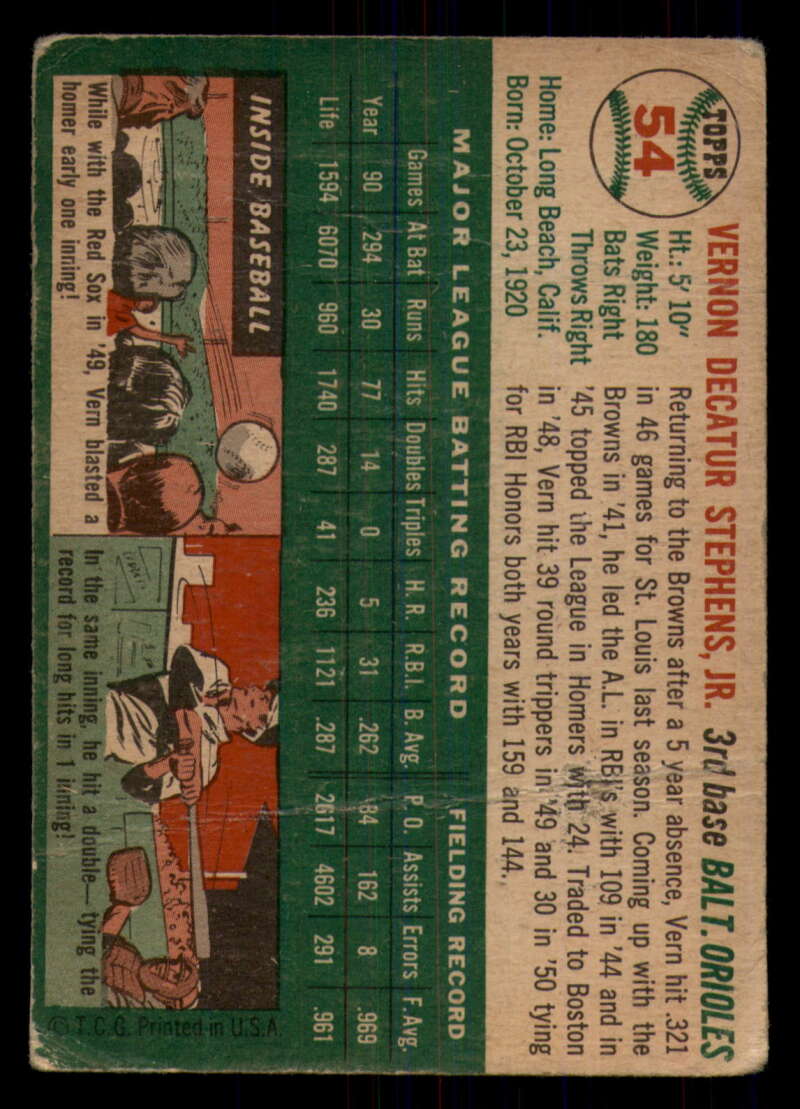 TOPPS
54
VERNON DECATUR STEPHENS, JR. 3rd base BALT. ORIOLES
Ht.: 5' 10"
Weight: 180
Bats Right
Throws Right
Home: Long Beach, Calif.
Born: October 23, 1920
Returning to the Browns after a 5 year absence, Vern hit .321
in 46 games for St. Louis last season. Coming up with the
Browns in '41, he led the A.L. in RBI's with 109 in '44 and in
'45 topped the League in Homers with 24. Traded to Boston
in '48, Vern hit 39 round trippers in '49 and 30 in '50 tying
for RBI Honors both years with 159 and 144.
MAJOR LEAGUE BATTING RECORD FIELDING RECORD
Games At Bat Runs Hits Doubles Triples H. R. R.B.I. B. Avg. P. O. Assists Errors F. Avg.
Year 90 294 30 77 14 0 5 31 .262 84 162 8 .969
Life 1594 6070 960 1740 287 41 236 1121 .287 2617 4602 291 .961
INSIDE BASEBALL
While with the Red Sox in '49, Vern blasted a
homer early one inning!
In the same inning, he hit a double— tying the
record for long hits in 1 inning!
© T.C.G. Printed in U.S.A.